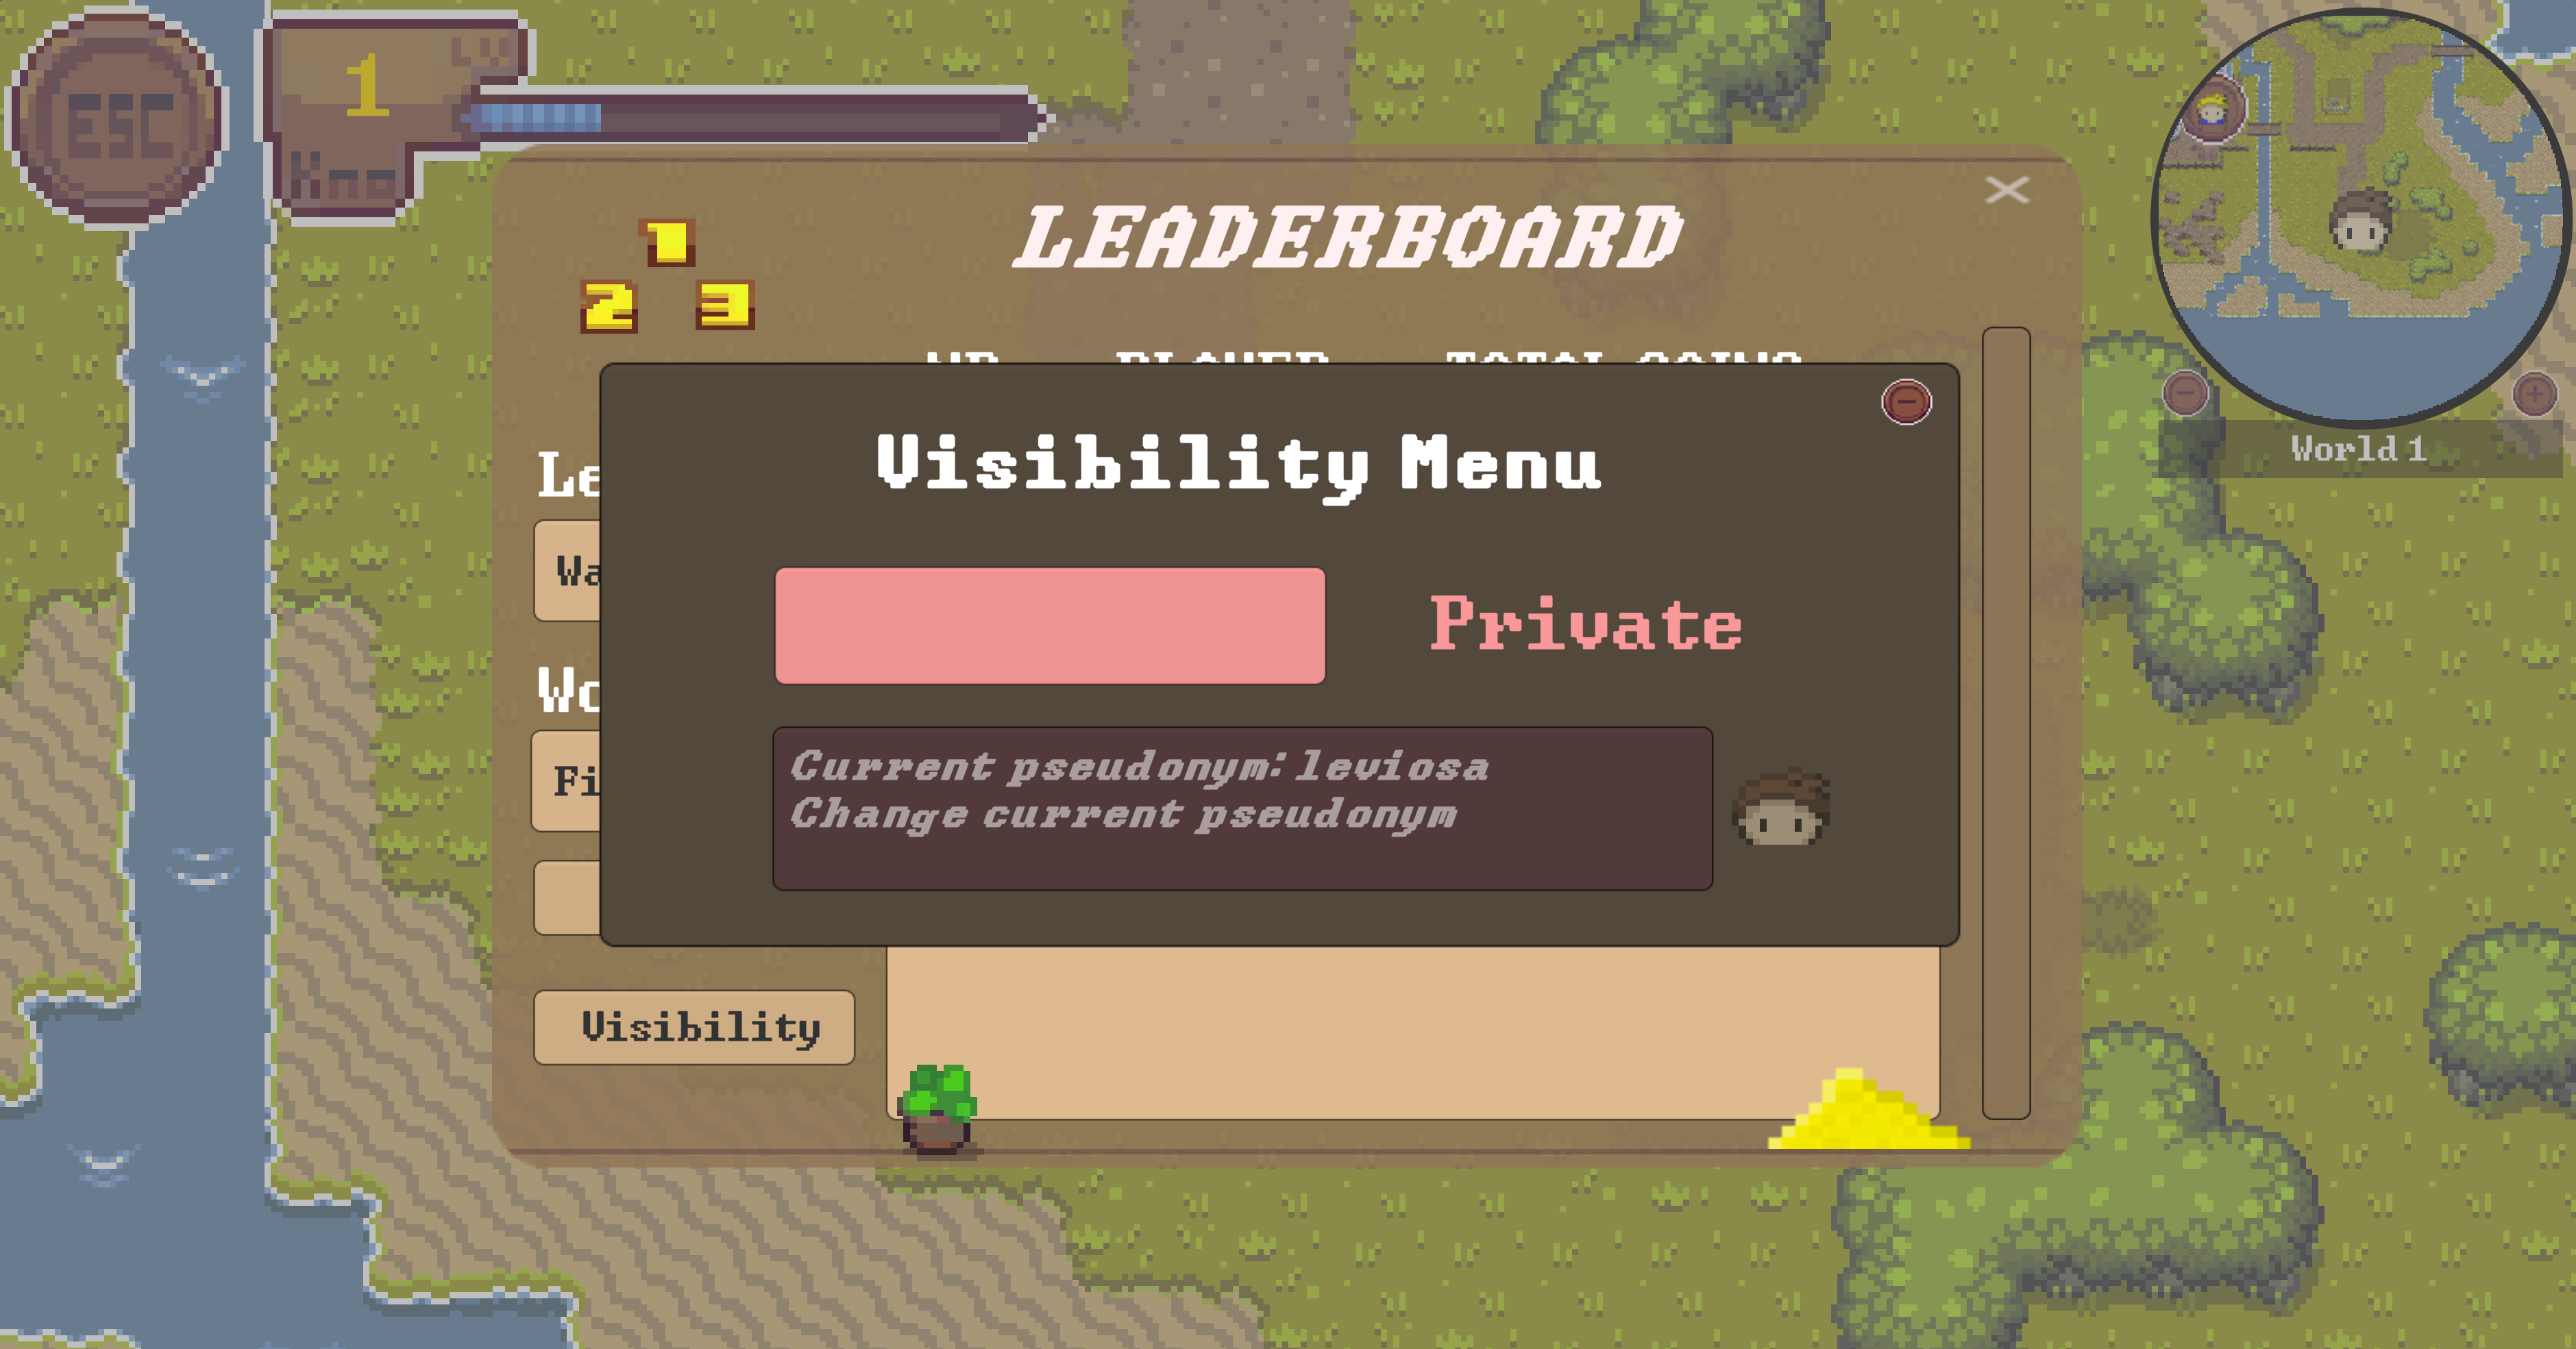 ESC
1
1
2 3
LEADERBOARD
World 1
Visibility Menu
Private
Current pseudonym: leviosa
Change current pseudonym
Visibility